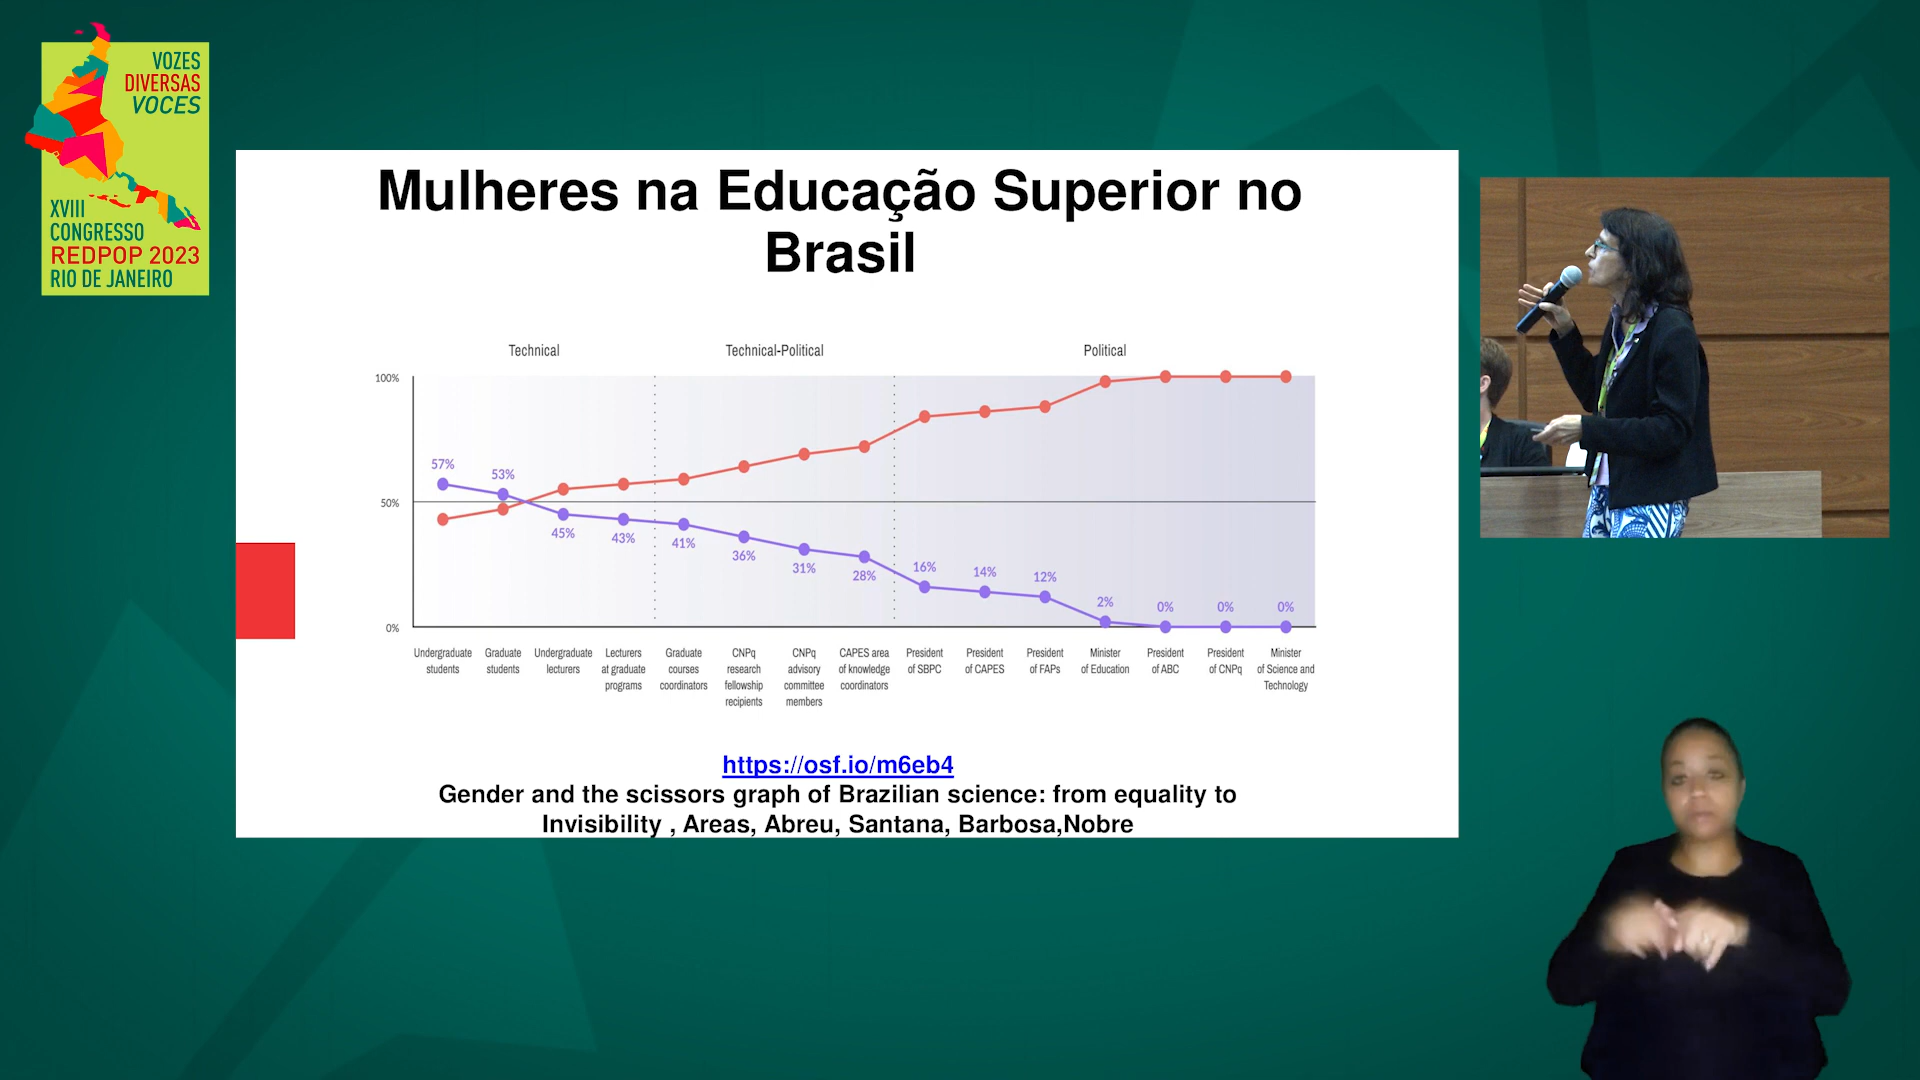 VOZES
DIVERSAS
VOCES
XVIII
CONGRESSO
REDPOP 2023
RIO DE JANEIRO
Mulheres na Educação Superior no
Brasil
Technical
Technical-Political
Political
100%
50%
0%
57%
53%
45%
43%
41%
36%
31%
28%
16%
14%
12%
2%
0%
0%
0%
Undergraduate
students
Graduate
students
Undergraduate
lecturers
Lecturers
at graduate
programs
Graduate
courses
coordinators
CNPq
research
fellowship
recipients
CNPq
advisory
committee
members
CAPES area
of knowledge
coordinators
President
of SBPC
President
of CAPES
President
of FAPs
Minister
of Education
President
of ABC
President
of CNPq
Minister
of Science and
Technology
https://osf.io/m6eb4
Gender and the scissors graph of Brazilian science: from equality to
Invisibility , Areas, Abreu, Santana, Barbosa,Nobre